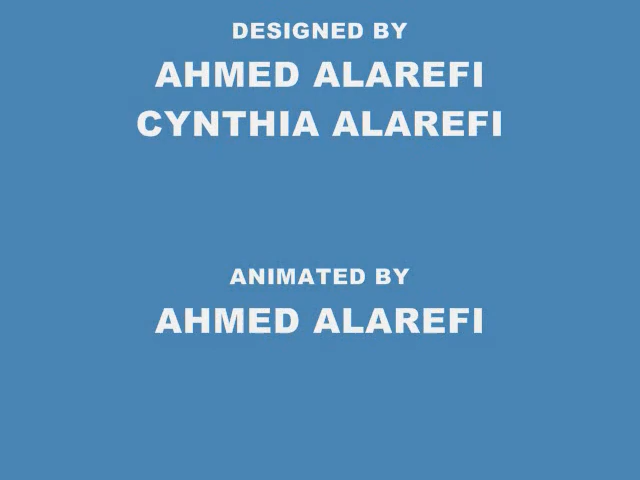 DESIGNED BY
AHMED ALAREFI
CYNTHIA ALAREFI
ANIMATED BY
AHMED ALAREFI